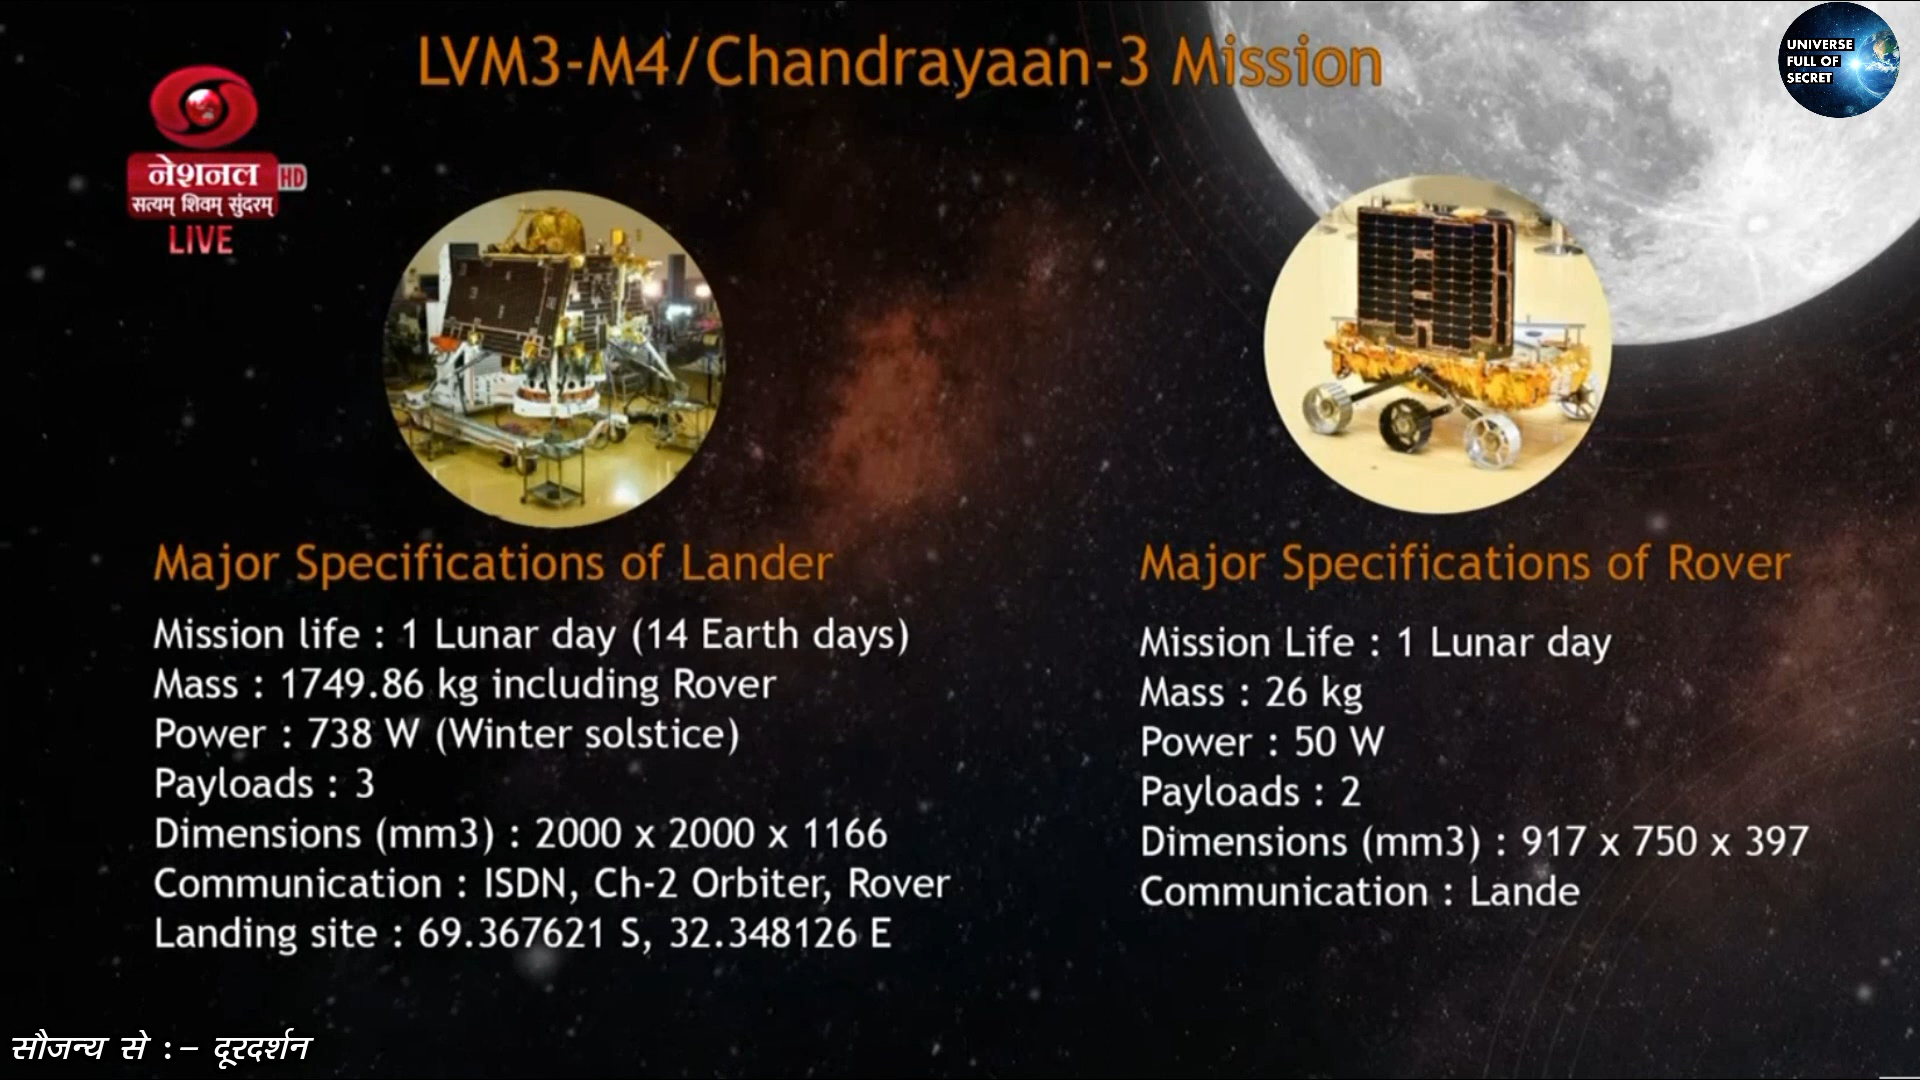 LVM3-M4/Chandrayaan-3 Mission
UNIVERSE
FULL OF
SECRET
नेशनल HD
सत्यम् शिवम् सुंदरम्
LIVE
Major Specifications of Lander
Mission life : 1 Lunar day (14 Earth days)
Mass : 1749.86 kg including Rover
Power : 738 W (Winter solstice)
Payloads : 3
Dimensions (mm3) : 2000 x 2000 x 1166
Communication : ISDN, Ch-2 Orbiter, Rover
Landing site : 69.367621 S, 32.348126 E
Major Specifications of Rover
Mission Life : 1 Lunar day
Mass : 26 kg
Power : 50 W
Payloads : 2
Dimensions (mm3) : 917 x 750 x 397
Communication : Lande
सौजन्य से :– दूरदर्शन